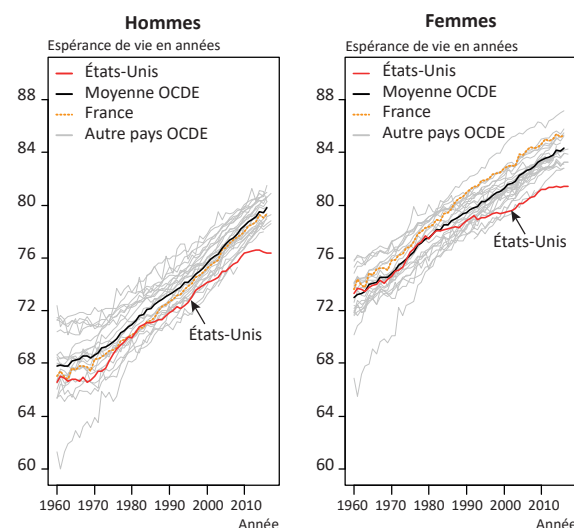 Hommes
Espérance de vie en années
États-Unis
Moyenne OCDE
France
Autre pays OCDE
88
84
80
76
72
68
64
60
États-Unis
1960 1970 1980 1990 2000 2010
Année
Femmes
Espérance de vie en années
États-Unis
Moyenne OCDE
France
Autre pays OCDE
88
84
80
76
72
68
64
60
États-Unis
1960 1970 1980 1990 2000 2010
Année